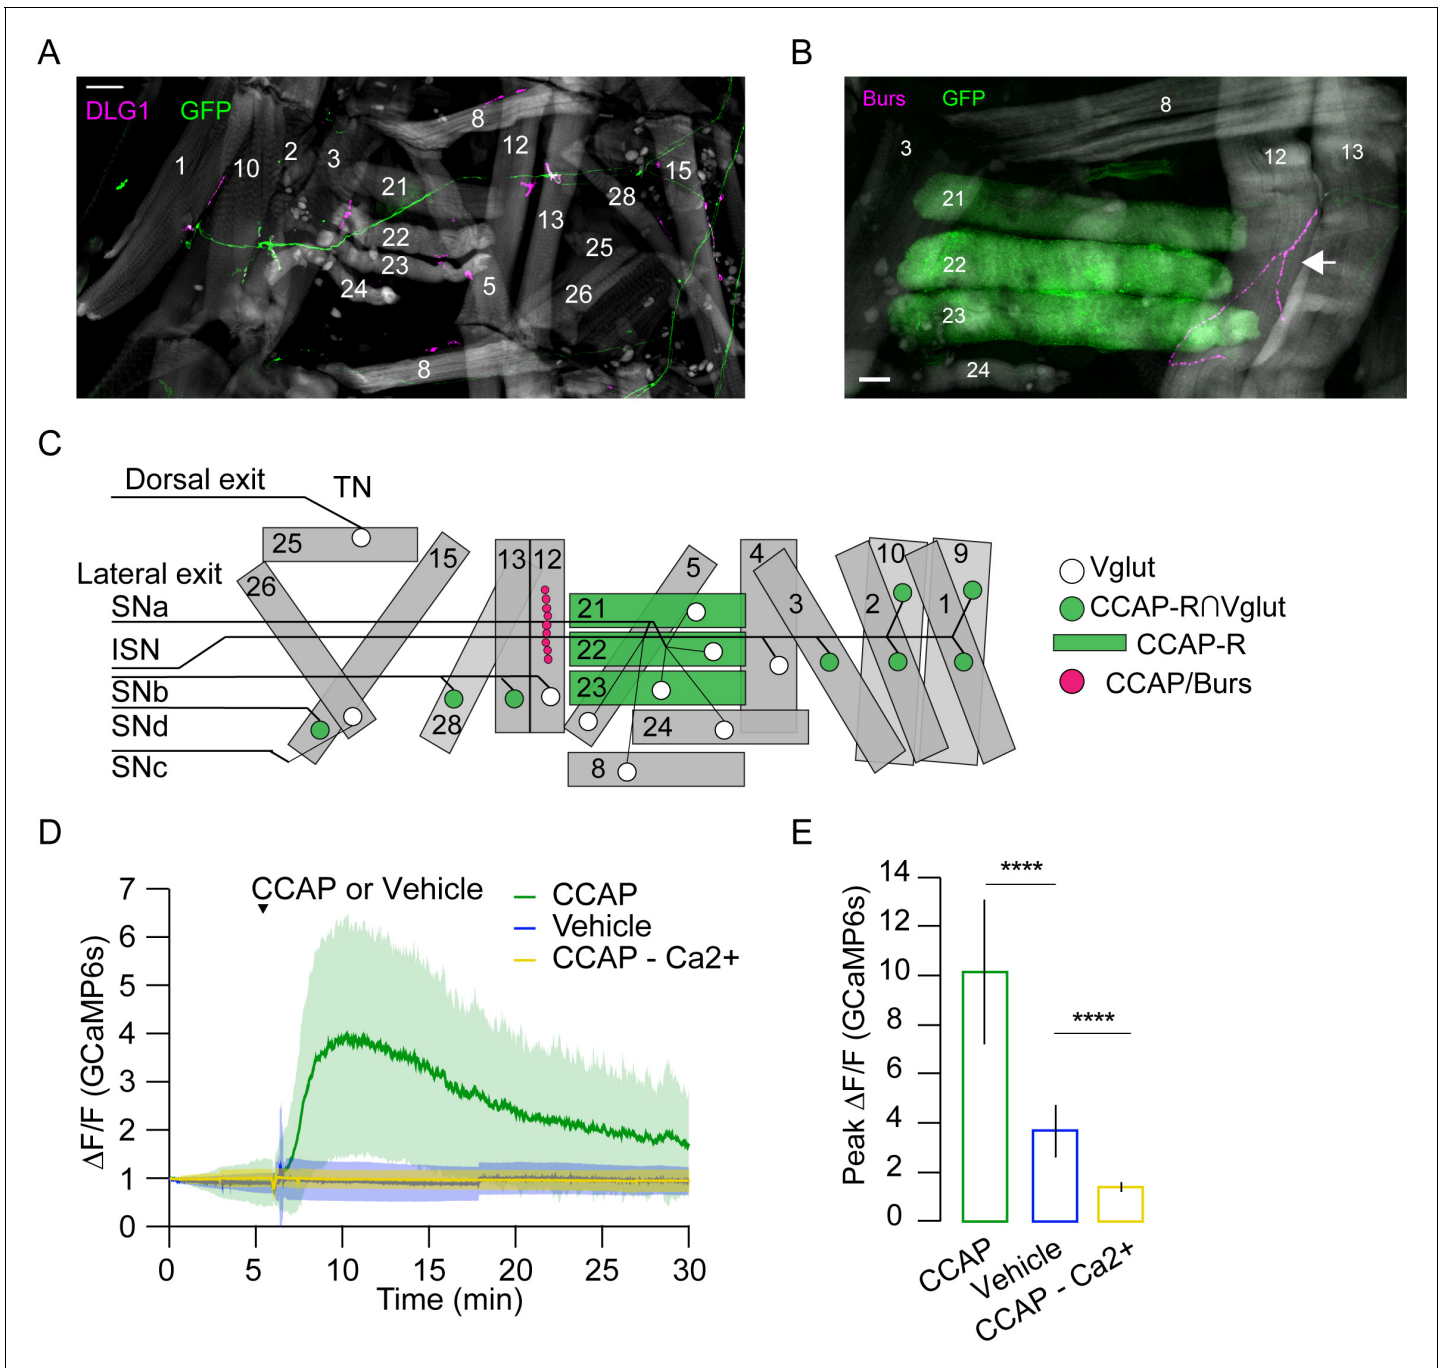 A
DLG1 GFP
1
10
2
3
21
22
23
24
8
12
13
5
28
15
25
26
8
B
Burs GFP
3
8
12
13
21
22
23
24
C
Dorsal exit TN
25
Lateral exit
26
15
13
12
28
21
22
23
5
24
8
4
3
10
2
9
1
SNa
ISN
SNb
SNd
SNc
Vglut
CCAP-R∩Vglut
CCAP-R
CCAP/Burs
D
CCAP or Vehicle
CCAP
Vehicle
CCAP - Ca2+
ΔF/F (GCaMP6s)
7
6
5
4
3
2
1
0
0 5 10 15 20 25 30
Time (min)
E
Peak ΔF/F (GCaMP6s)
14
12
10
8
6
4
2
0
****
****
CCAP
Vehicle
CCAP - Ca2+